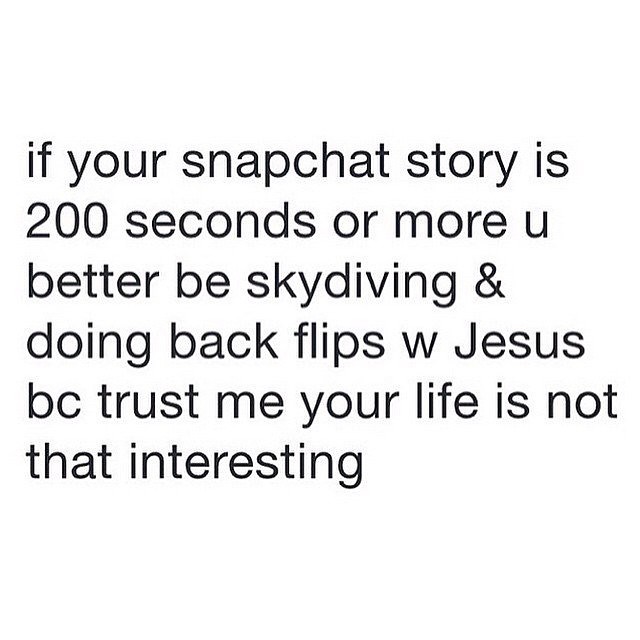 if your snapchat story is
200 seconds or more u
better be skydiving &
doing back flips w Jesus
bc trust me your life is not
that interesting